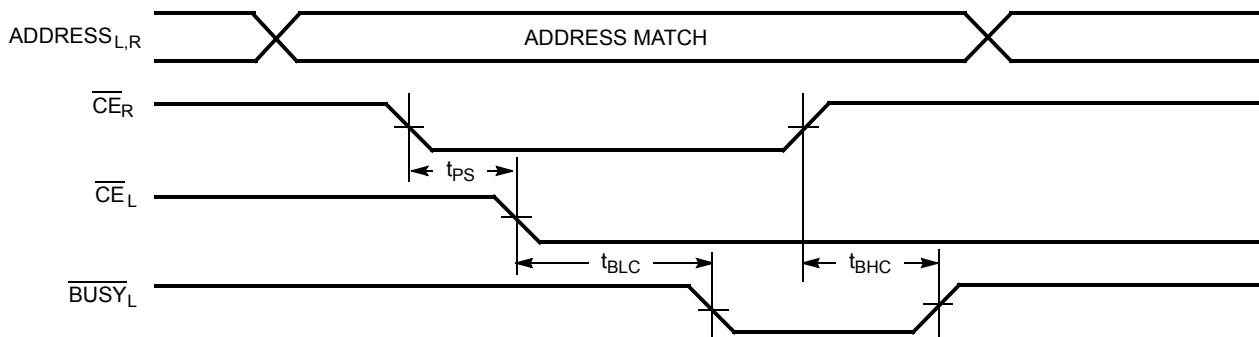 ADDRESS_L,R
ADDRESS MATCH
CE_R
t_PS
CE_L
t_BLC
t_BHC
BUSY_L